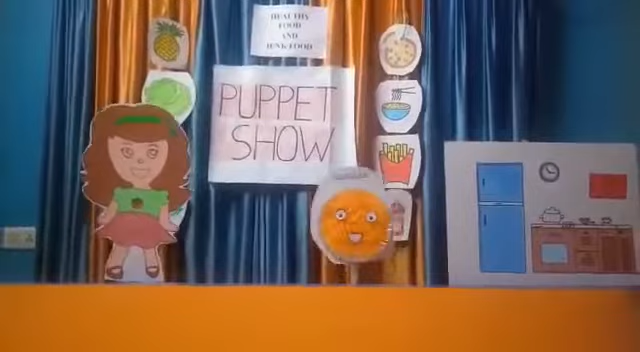 HEALTHY
FOOD
AND
JUNK FOOD
PUPPET
SHOW